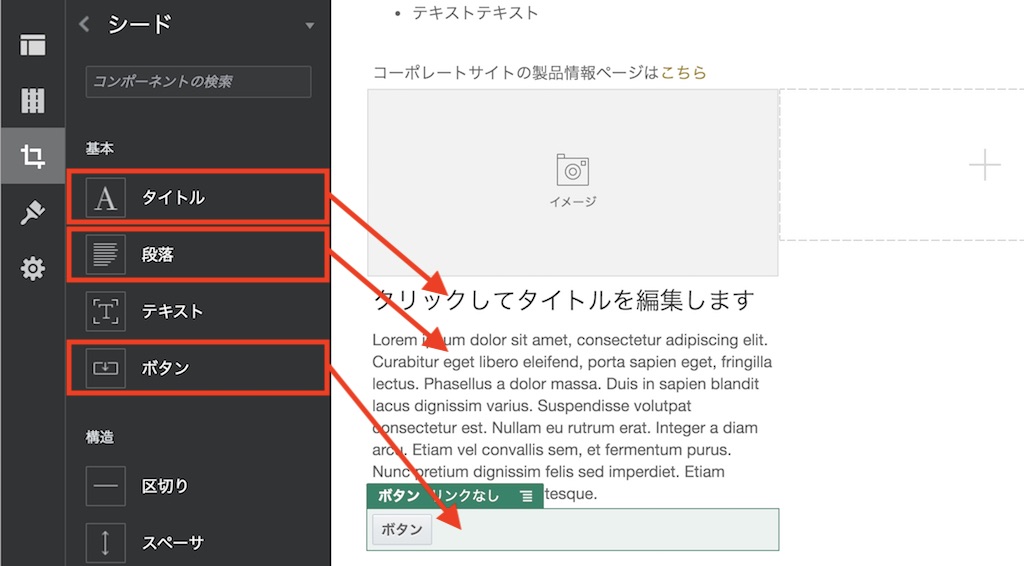 シード
コンポーネントの検索
基本
A タイトル
段落
T テキスト
ボタン
構造
区切り
スペーサ
テキストテキスト
コーポレートサイトの製品情報ページはこちら
イメージ
クリックしてタイトルを編集します
Lorem ipsum dolor sit amet, consectetur adipiscing elit.
Curabitur eget libero eleifend, porta sapien eget, fringilla
lectus. Phasellus a dolor massa. Duis in sapien blandit
lacus dignissim varius. Suspendisse volutpat
consectetur est. Nullam eu rutrum erat. Integer a diam
arcu. Etiam vel convallis sem, et fermentum purus.
Nunc pretium dignissim felis sed imperdiet. Etiam
tesque.
ボタン リンクなし
ボタン